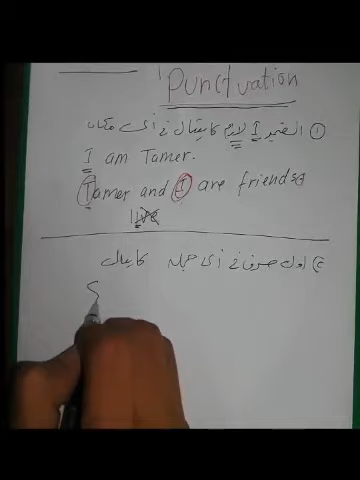 Punctuation
① الضمير I لازم كابيتال في أي مكان
I am Tamer.
Tamer and I are friends
live
② أول حرف في أي جملة كابيتال
S